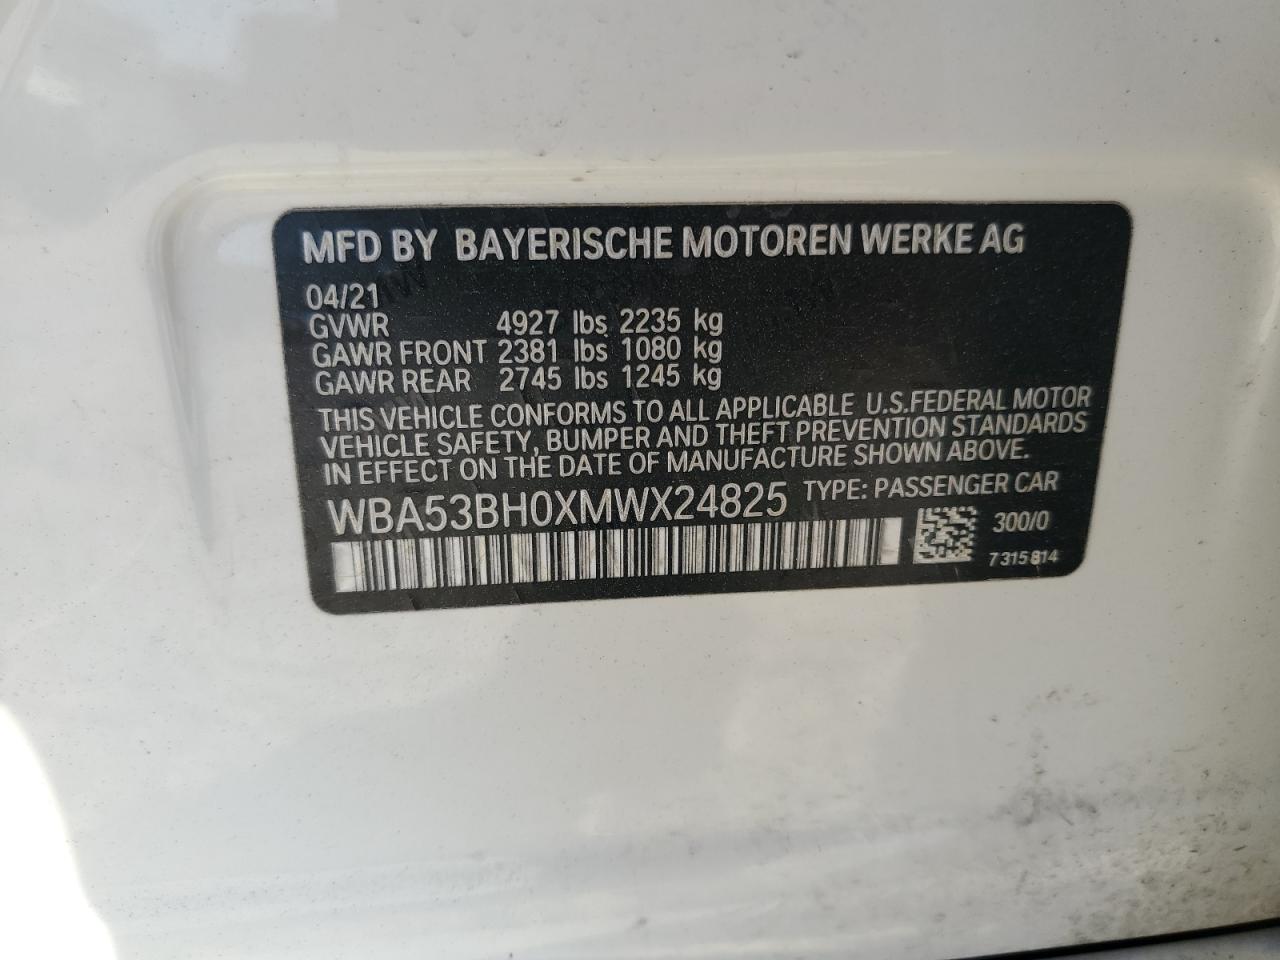 MFD BY BAYERISCHE MOTOREN WERKE AG
04/21
GVWR 4927 lbs 2235 kg
GAWR FRONT 2381 lbs 1080 kg
GAWR REAR 2745 lbs 1245 kg
THIS VEHICLE CONFORMS TO ALL APPLICABLE U.S.FEDERAL MOTOR
VEHICLE SAFETY, BUMPER AND THEFT PREVENTION STANDARDS
IN EFFECT ON THE DATE OF MANUFACTURE SHOWN ABOVE.
WBA53BH0XMWX24825 TYPE: PASSENGER CAR
300/0
7315814